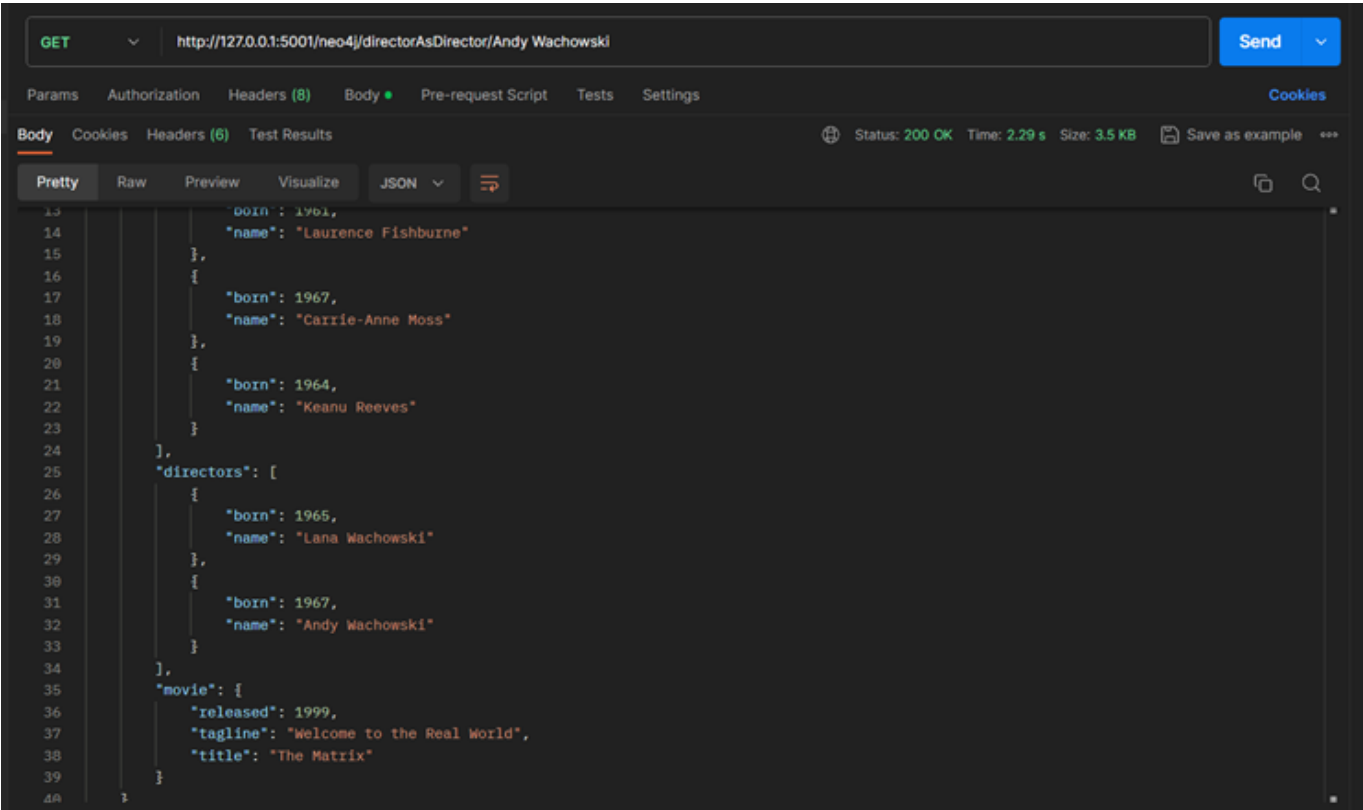 GET http://127.0.0.1:5001/neo4j/directorAsDirector/Andy Wachowski Send
Params Authorization Headers (8) Body Pre-request Script Tests Settings Cookies
Body Cookies Headers (6) Test Results Status: 200 OK Time: 2.29 s Size: 3.5 KB Save as example
Pretty Raw Preview Visualize JSON
13 "born": 1961,
14 "name": "Laurence Fishburne"
15 },
16 {
17 "born": 1967,
18 "name": "Carrie-Anne Moss"
19 },
20 {
21 "born": 1964,
22 "name": "Keanu Reeves"
23 }
24 ],
25 "directors": [
26 {
27 "born": 1965,
28 "name": "Lana Wachowski"
29 },
30 {
31 "born": 1967,
32 "name": "Andy Wachowski"
33 }
34 ],
35 "movie": {
36 "released": 1999,
37 "tagline": "Welcome to the Real World",
38 "title": "The Matrix"
39 }
40 }